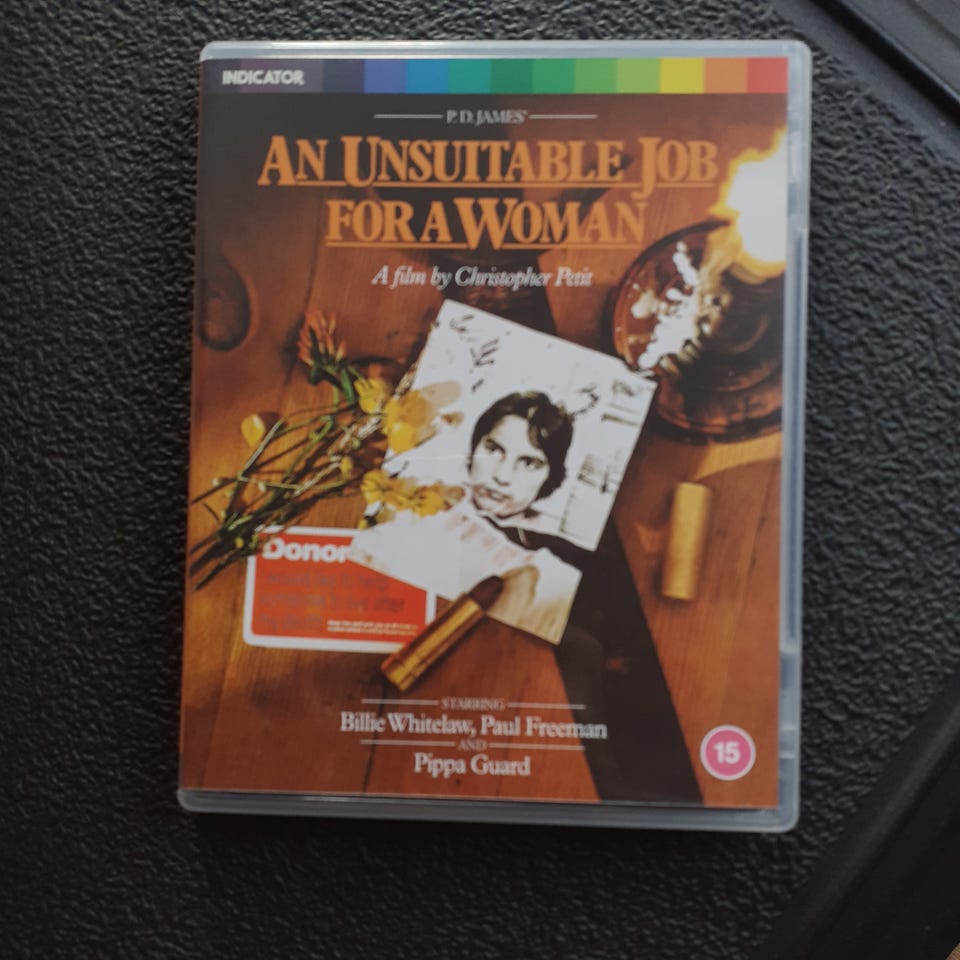 INDICATOR
P. D. JAMES'
AN UNSUITABLE JOB
FOR A WOMAN
A film by Christopher Petit
Donor
STARRING
Billie Whitelaw, Paul Freeman
AND
Pippa Guard
15